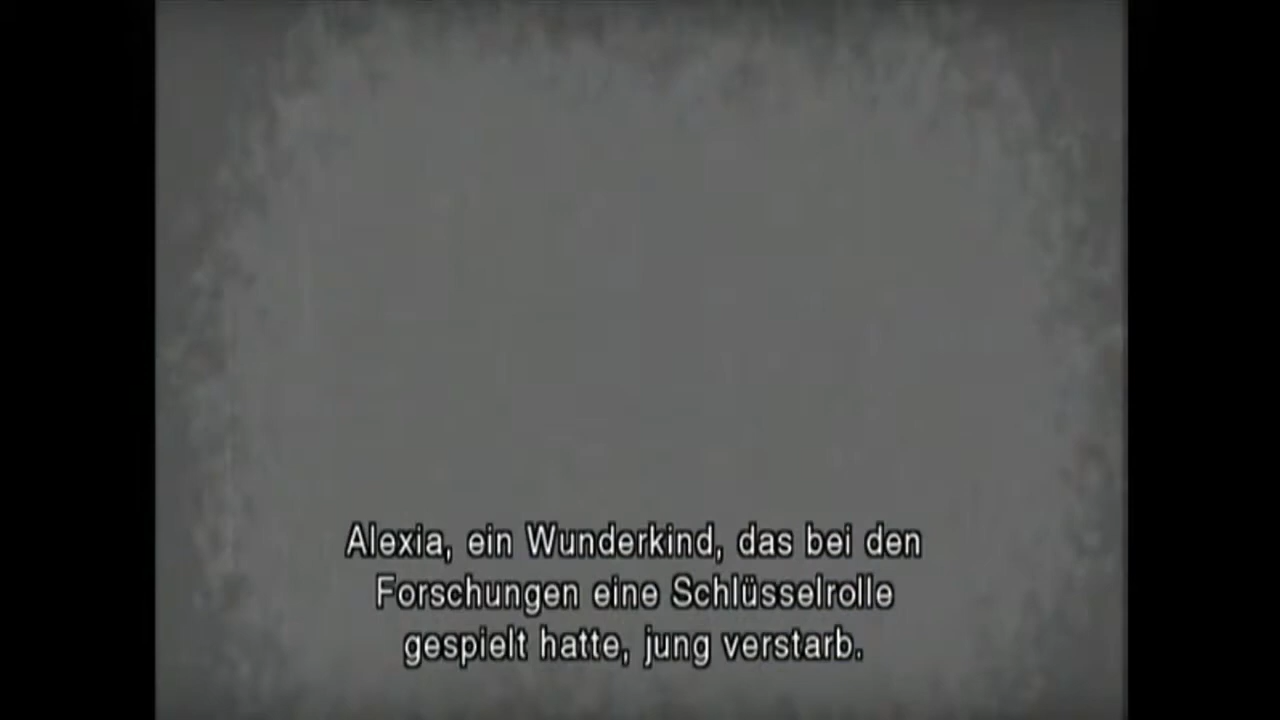 Alexia, ein Wunderkind, das bei den
Forschungen eine Schlüsselrolle
gespielt hatte, jung verstarb.